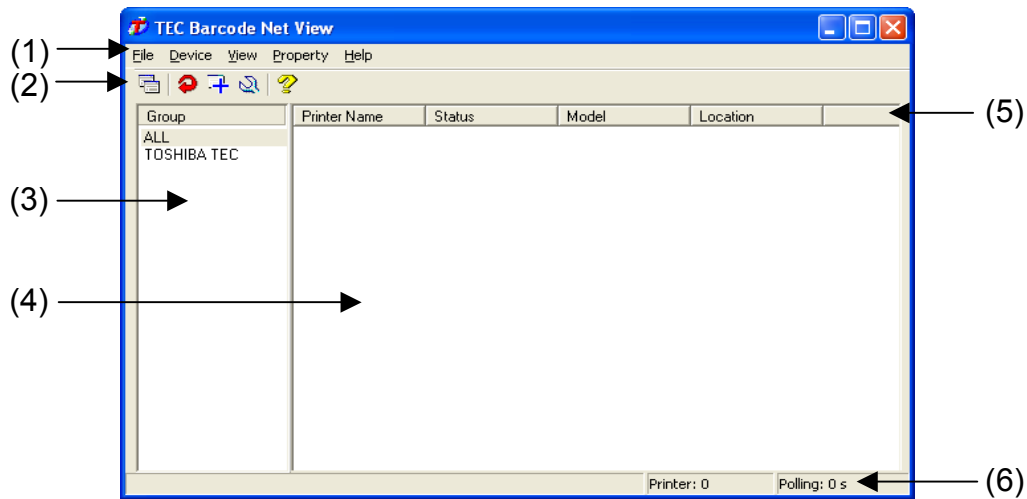 TEC Barcode Net View
(1) File Device View Property Help
(2)
Group Printer Name Status Model Location (5)
ALL
TOSHIBA TEC
(3)
(4)
Printer: 0 Polling: 0 s (6)